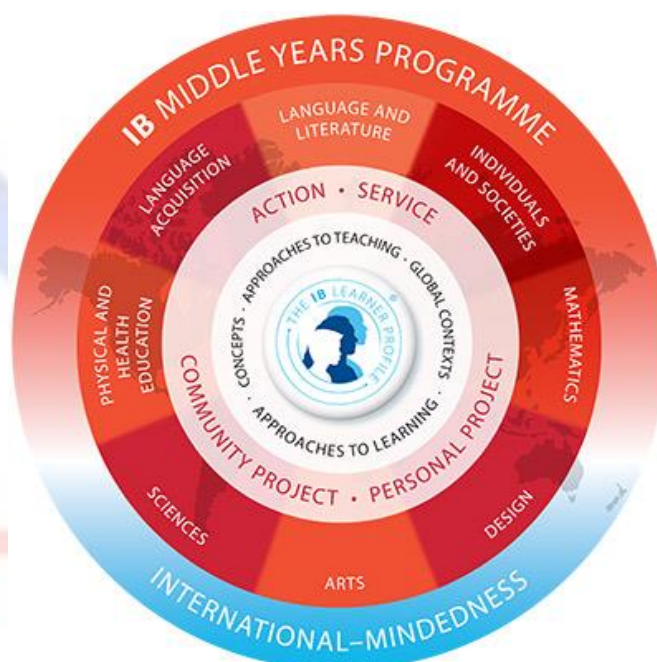 IB MIDDLE YEARS PROGRAMME
LANGUAGE AND
LITERATURE
INDIVIDUALS
AND SOCIETIES
MATHEMATICS
DESIGN
ARTS
SCIENCES
PHYSICAL AND
HEALTH
EDUCATION
LANGUAGE
ACQUISITION
ACTION • SERVICE
PERSONAL PROJECT
COMMUNITY PROJECT •
APPROACHES TO TEACHING •
GLOBAL CONTEXTS
• APPROACHES TO LEARNING •
CONCEPTS •
• THE IB LEARNER PROFILE •
®
INTERNATIONAL–MINDEDNESS